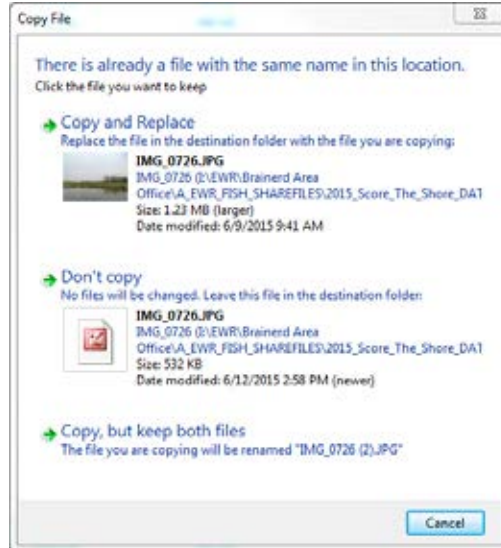 Copy File
There is already a file with the same name in this location.
Click the file you want to keep
Copy and Replace
Replace the file in the destination folder with the file you are copying:
IMG_0726.JPG
IMG_0726 (I:\EWR\Brainerd Area
Office\A_EWR_FISH_SHAREFILES\2015_Score_The_Shore_DAT
Size: 1.23 MB (larger)
Date modified: 6/9/2015 9:41 AM
Don't copy
No files will be changed. Leave this file in the destination folder:
IMG_0726.JPG
IMG_0726 (I:\EWR\Brainerd Area
Office\A_EWR_FISH_SHAREFILES\2015_Score_The_Shore_DAT
Size: 532 KB
Date modified: 6/12/2015 2:58 PM (newer)
Copy, but keep both files
The file you are copying will be renamed "IMG_0726 (2).JPG"
Cancel